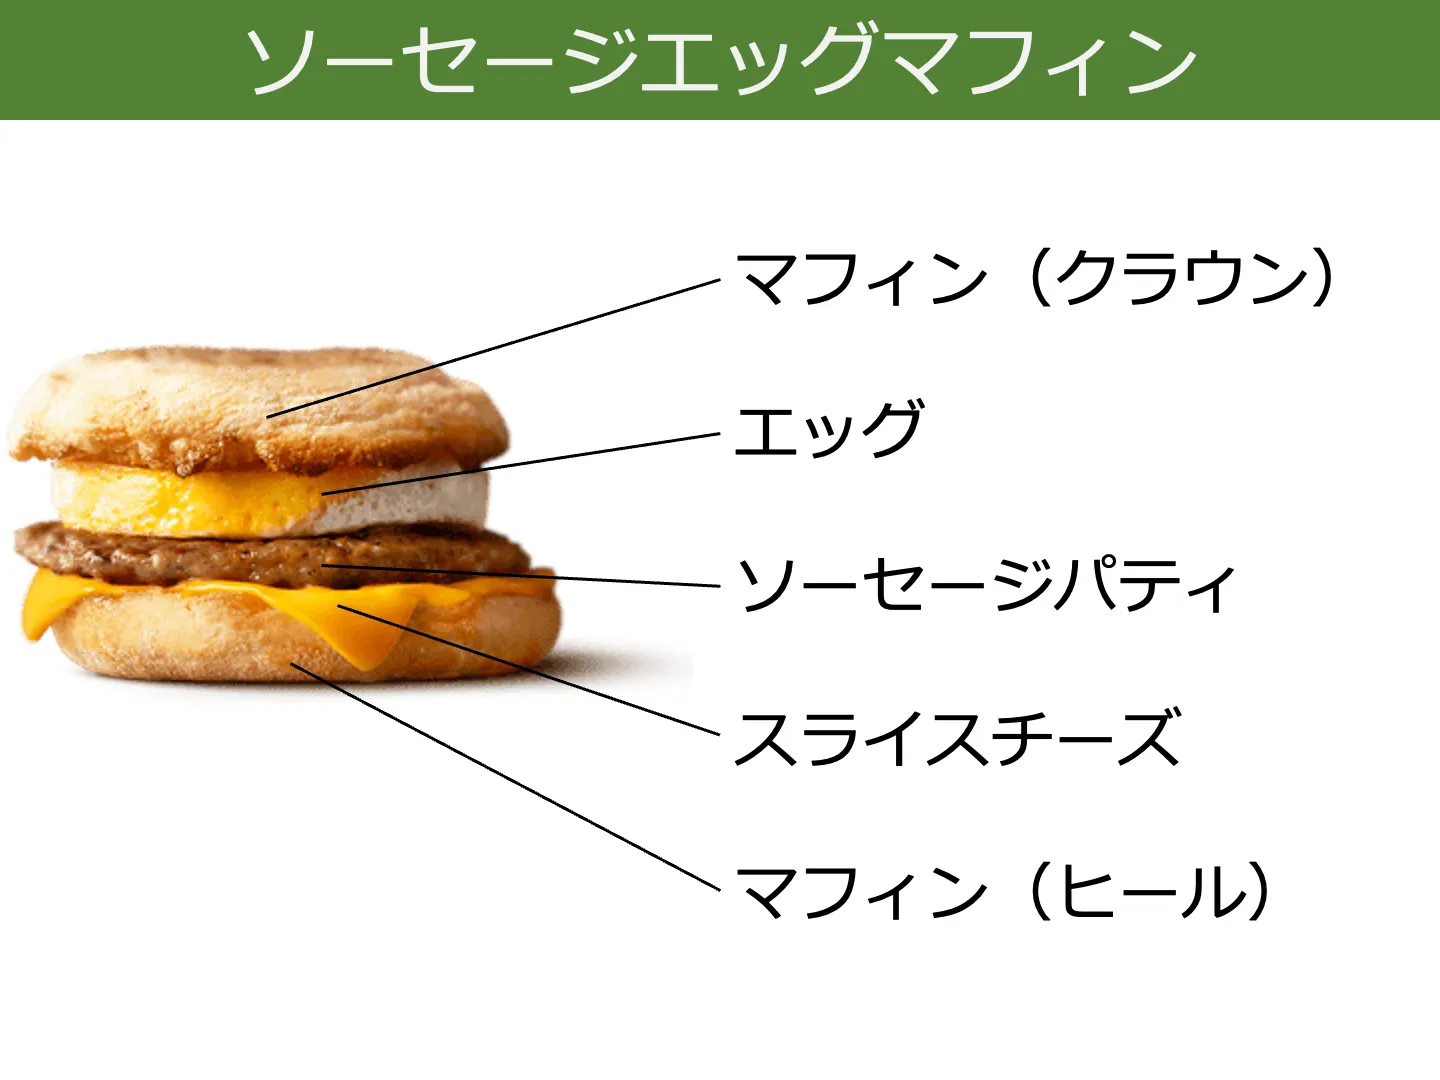 ソーセージエッグマフィン
マフィン（クラウン）
エッグ
ソーセージパティ
スライスチーズ
マフィン（ヒール）